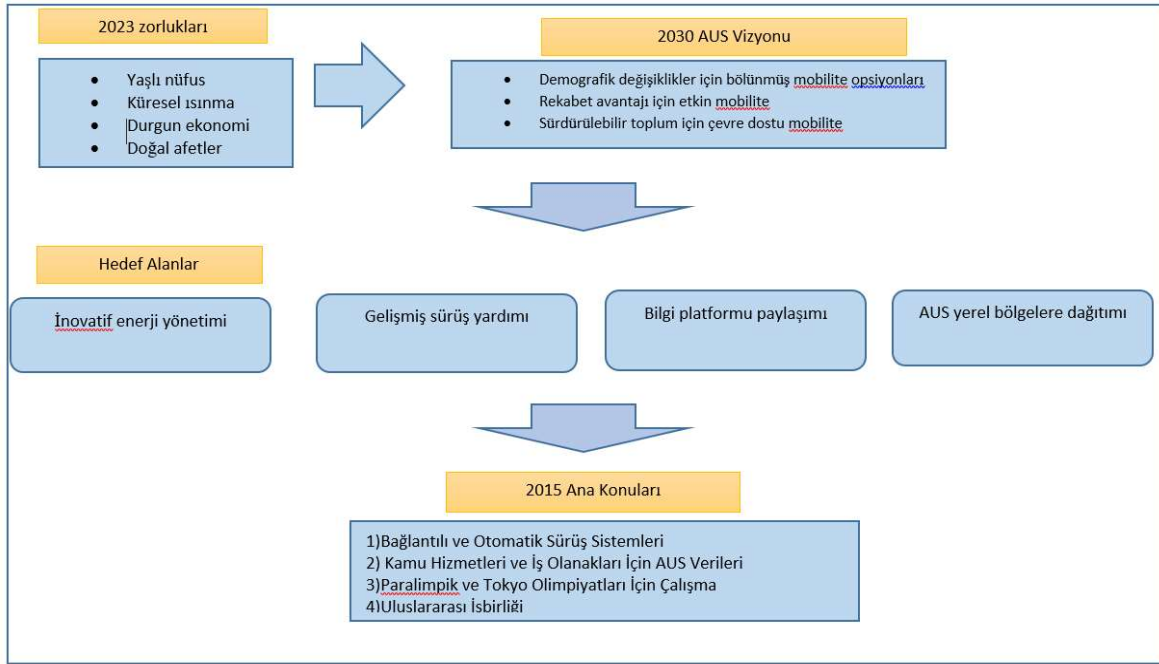 2023 zorlukları
• Yaşlı nüfus
• Küresel ısınma
• Durgun ekonomi
• Doğal afetler
2030 AUS Vizyonu
• Demografik değişiklikler için bölünmüş mobilite opsiyonları
• Rekabet avantajı için etkin mobilite
• Sürdürülebilir toplum için çevre dostu mobilite
Hedef Alanlar
İnovatif enerji yönetimi
Gelişmiş sürüş yardımı
Bilgi platformu paylaşımı
AUS yerel bölgelere dağıtımı
2015 Ana Konuları
1)Bağlantılı ve Otomatik Sürüş Sistemleri
2) Kamu Hizmetleri ve İş Olanakları İçin AUS Verileri
3)Paralimpik ve Tokyo Olimpiyatları İçin Çalışma
4)Uluslararası İsbirliği